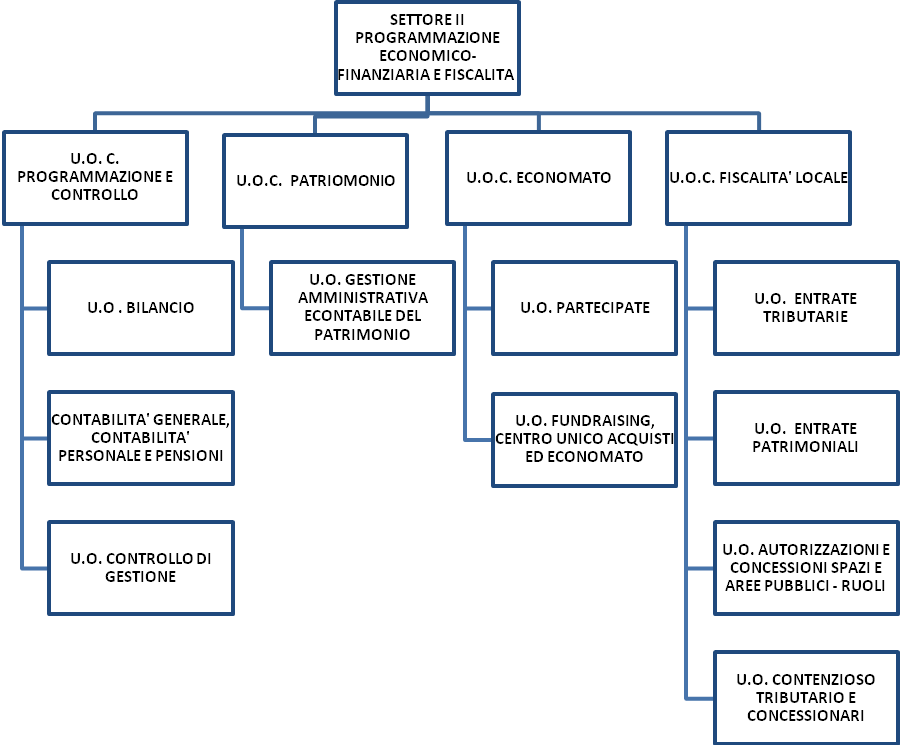 SETTORE II
PROGRAMMAZIONE
ECONOMICO-
FINANZIARIA E FISCALITA
U.O. C.
PROGRAMMAZIONE E
CONTROLLO
U.O.C. PATRIOMONIO
U.O.C. ECONOMATO
U.O.C. FISCALITA' LOCALE
U.O . BILANCIO
U.O. GESTIONE
AMMINISTRATIVA
ECONTABILE DEL
PATRIMONIO
U.O. PARTECIPATE
U.O. ENTRATE
TRIBUTARIE
CONTABILITA' GENERALE,
CONTABILITA'
PERSONALE E PENSIONI
U.O. FUNDRAISING,
CENTRO UNICO ACQUISTI
ED ECONOMATO
U.O. ENTRATE
PATRIMONIALI
U.O. CONTROLLO DI
GESTIONE
U.O. AUTORIZZAZIONI E
CONCESSIONI SPAZI E
AREE PUBBLICI - RUOLI
U.O. CONTENZIOSO
TRIBUTARIO E
CONCESSIONARI